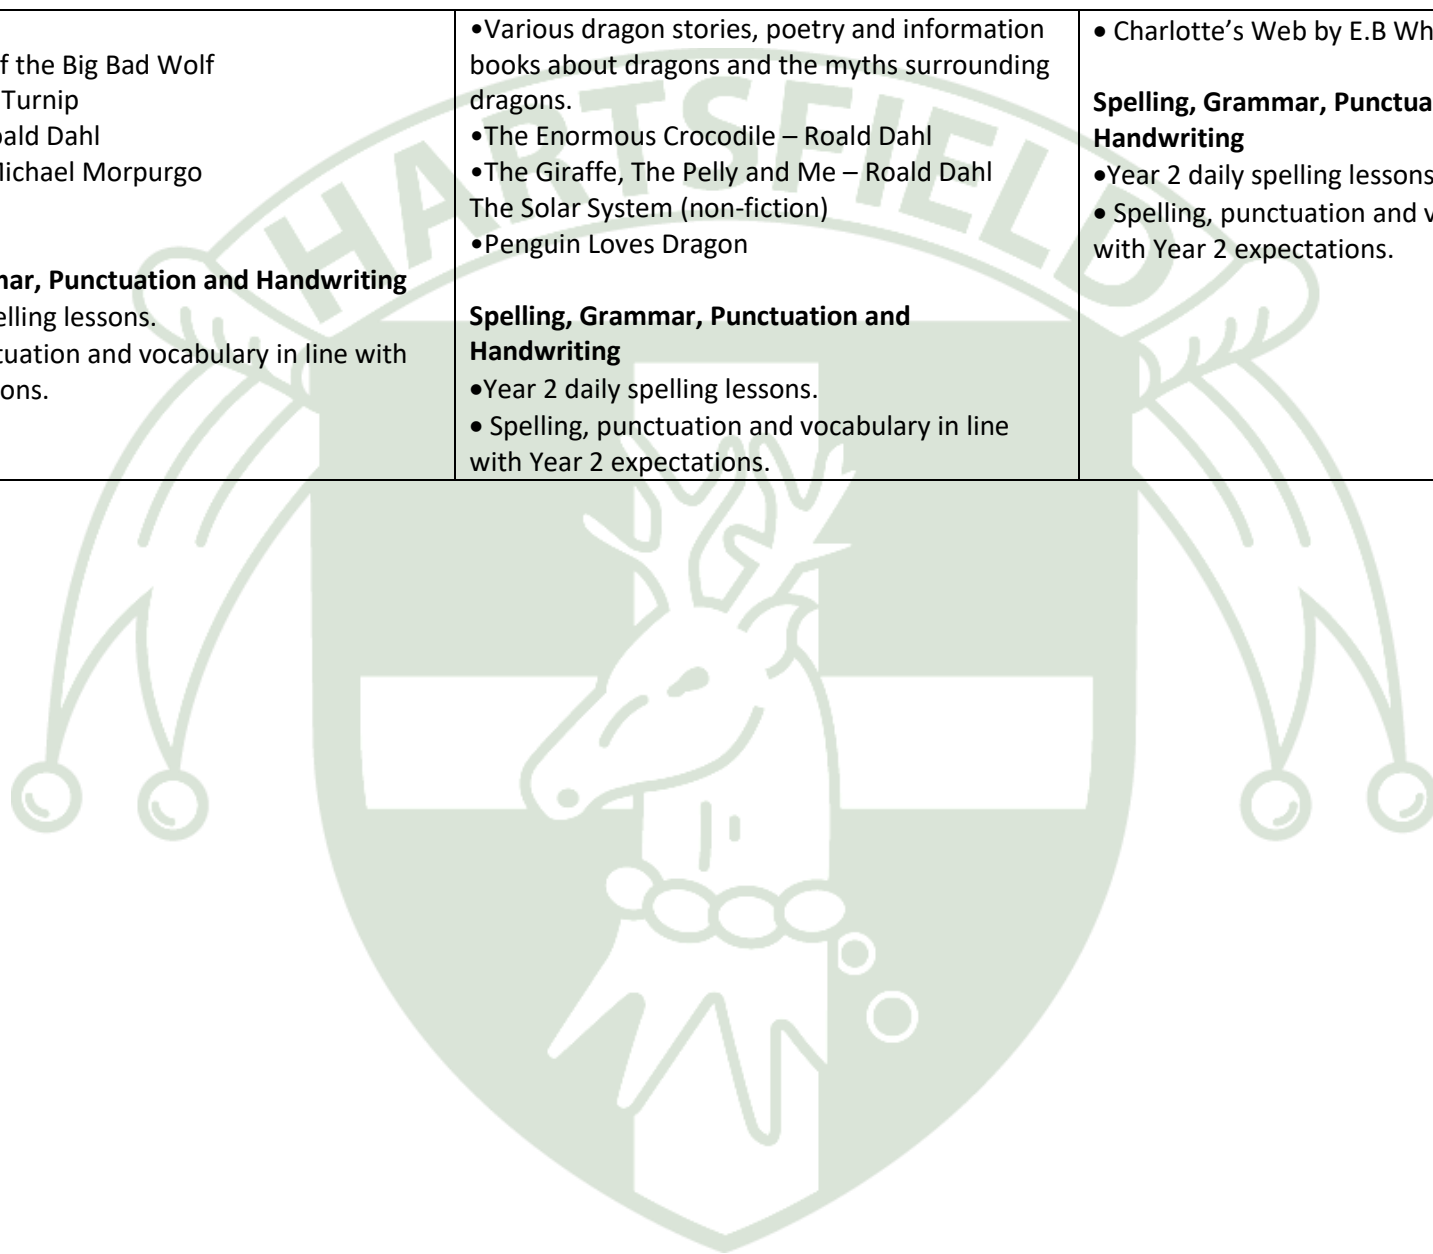 f the Big Bad Wolf
Turnip
ald Dahl
ichael Morpurgo
mar, Punctuation and Handwriting
elling lessons.
tuation and vocabulary in line with
ons.
•Various dragon stories, poetry and information
books about dragons and the myths surrounding
dragons.
•The Enormous Crocodile – Roald Dahl
•The Giraffe, The Pelly and Me – Roald Dahl
The Solar System (non-fiction)
•Penguin Loves Dragon
Spelling, Grammar, Punctuation and
Handwriting
•Year 2 daily spelling lessons.
• Spelling, punctuation and vocabulary in line
with Year 2 expectations.
• Charlotte’s Web by E.B Wh
Spelling, Grammar, Punctua
Handwriting
•Year 2 daily spelling lessons
• Spelling, punctuation and v
with Year 2 expectations.
HARTSFIELD